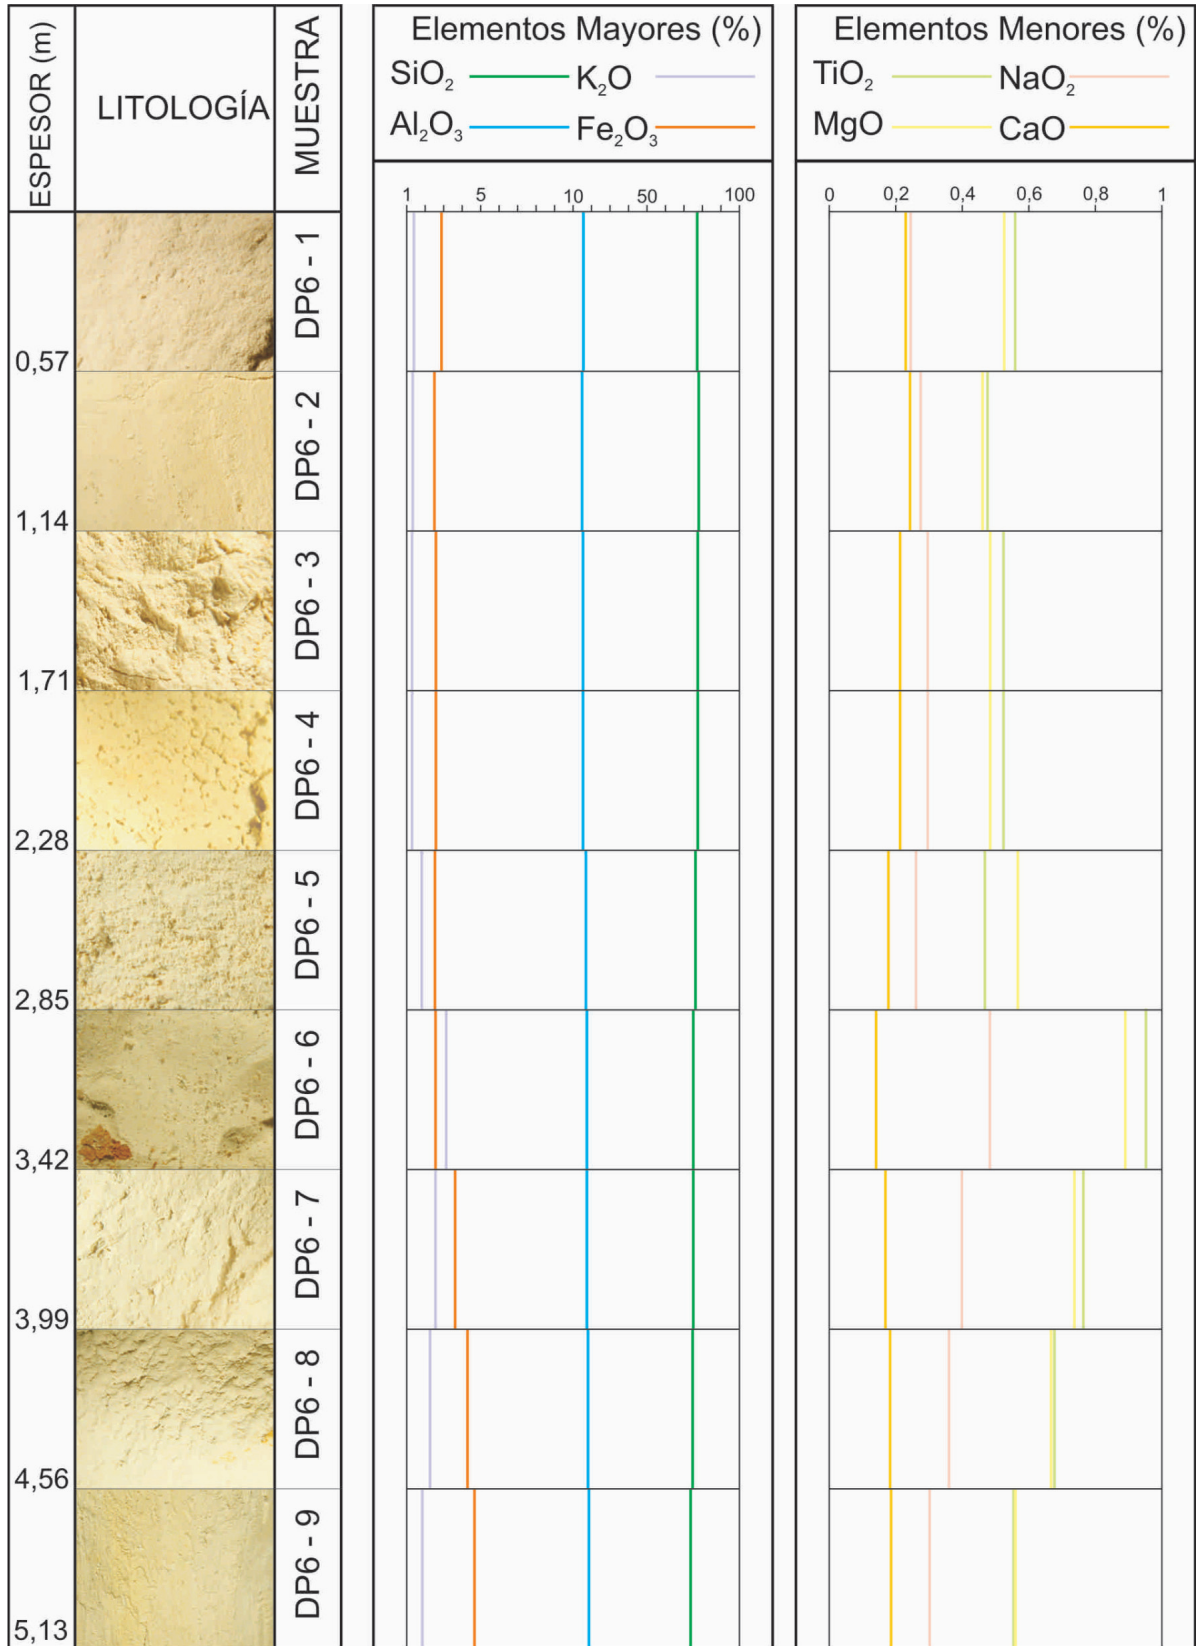 ESPESOR (m)
LITOLOGÍA
MUESTRA
Elementos Mayores (%)
SiO₂ K₂O
Al₂O₃ Fe₂O₃
Elementos Menores (%)
TiO₂ NaO₂
MgO CaO
1 5 10 50 100
0 0,2 0,4 0,6 0,8 1
DP6 - 1
0,57
DP6 - 2
1,14
DP6 - 3
1,71
DP6 - 4
2,28
DP6 - 5
2,85
DP6 - 6
3,42
DP6 - 7
3,99
DP6 - 8
4,56
DP6 - 9
5,13